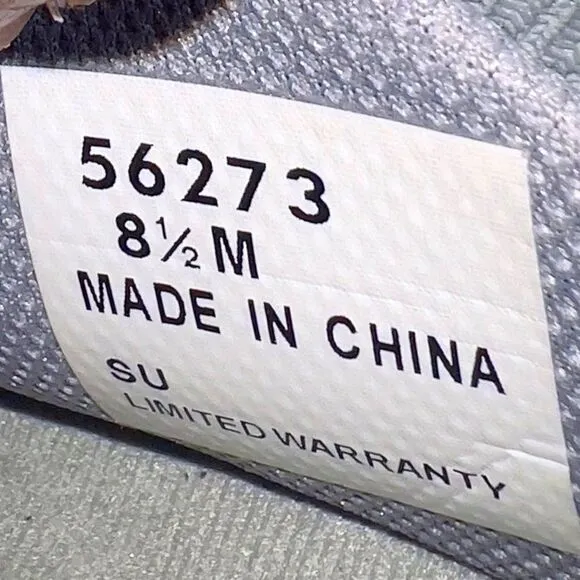 56273
8½ M
MADE IN CHINA
SU
LIMITED WARRANTY